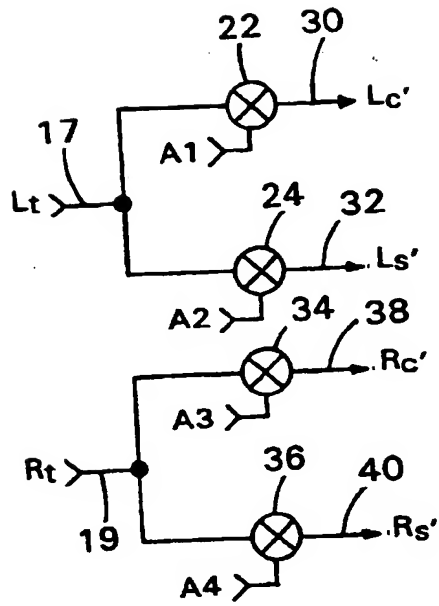 22 30
Lc'
17
A1
Lt
24 32
Ls'
A2 34 38
Rc'
A3
Rt
36 40
19
Rs'
A4